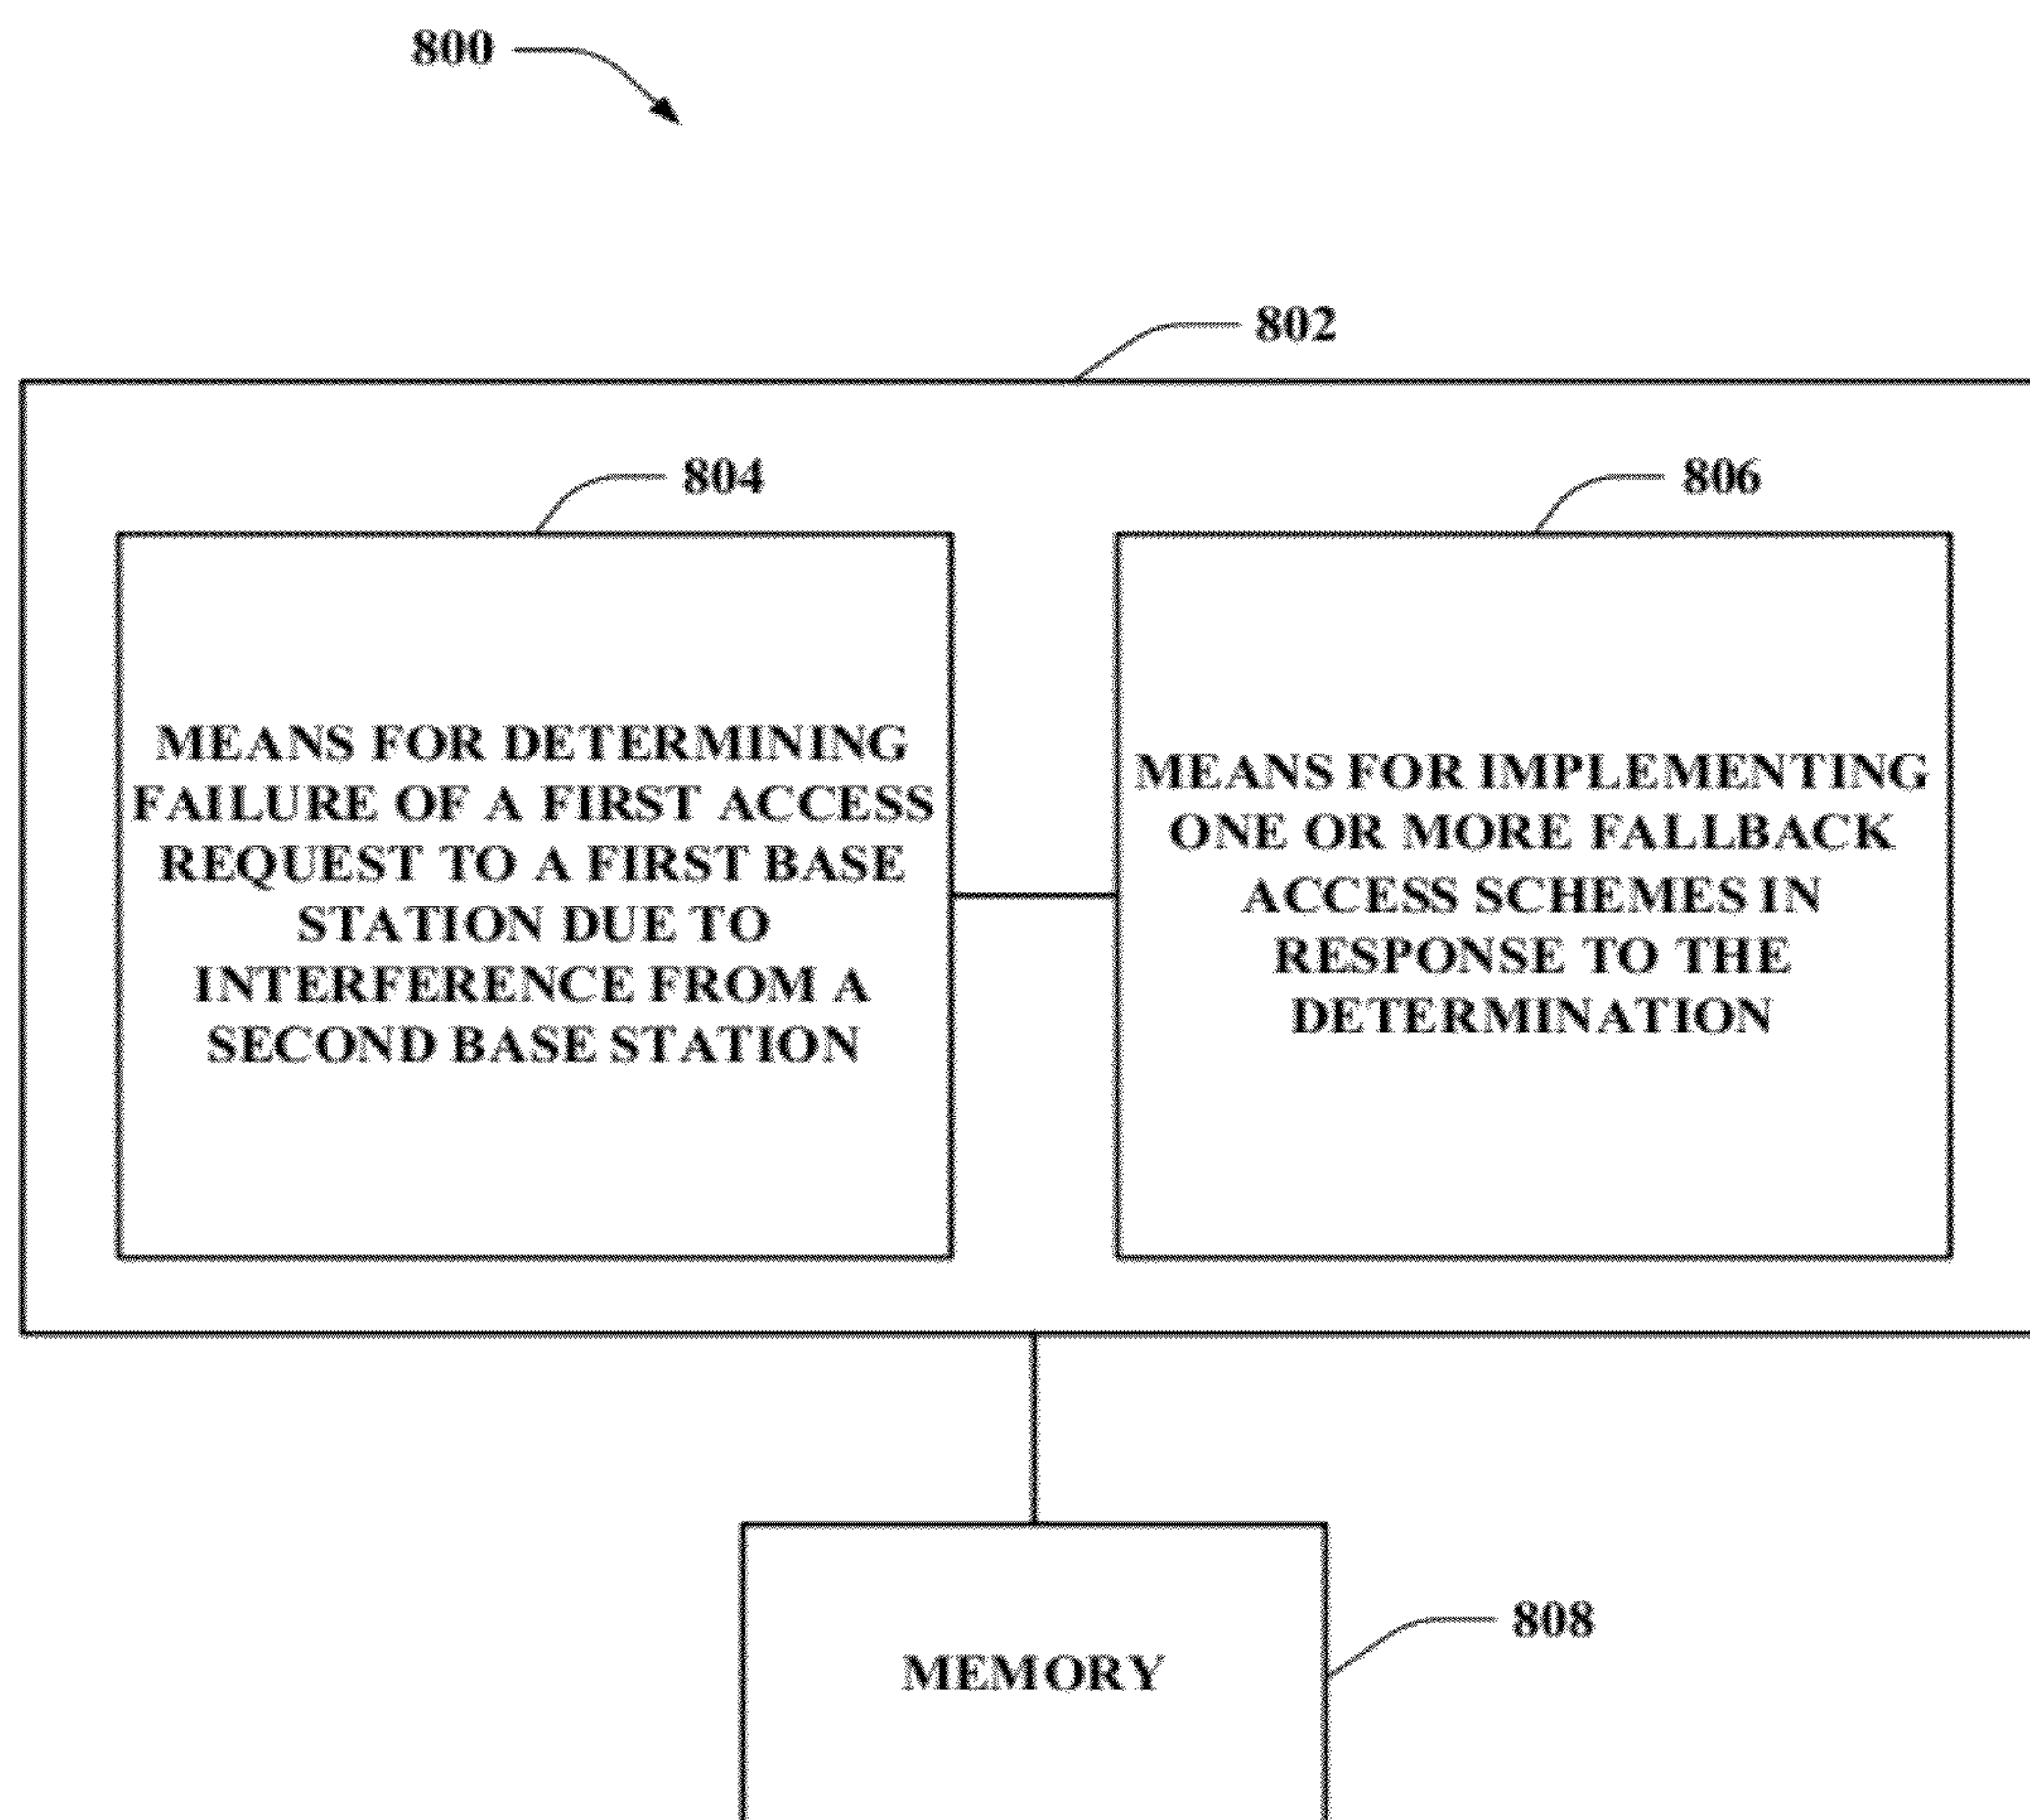 800
802
804
806
MEANS FOR DETERMINING
FAILURE OF A FIRST ACCESS
REQUEST TO A FIRST BASE
STATION DUE TO
INTERFERENCE FROM A
SECOND BASE STATION
MEANS FOR IMPLEMENTING
ONE OR MORE FALLBACK
ACCESS SCHEMES IN
RESPONSE TO THE
DETERMINATION
808
MEMORY